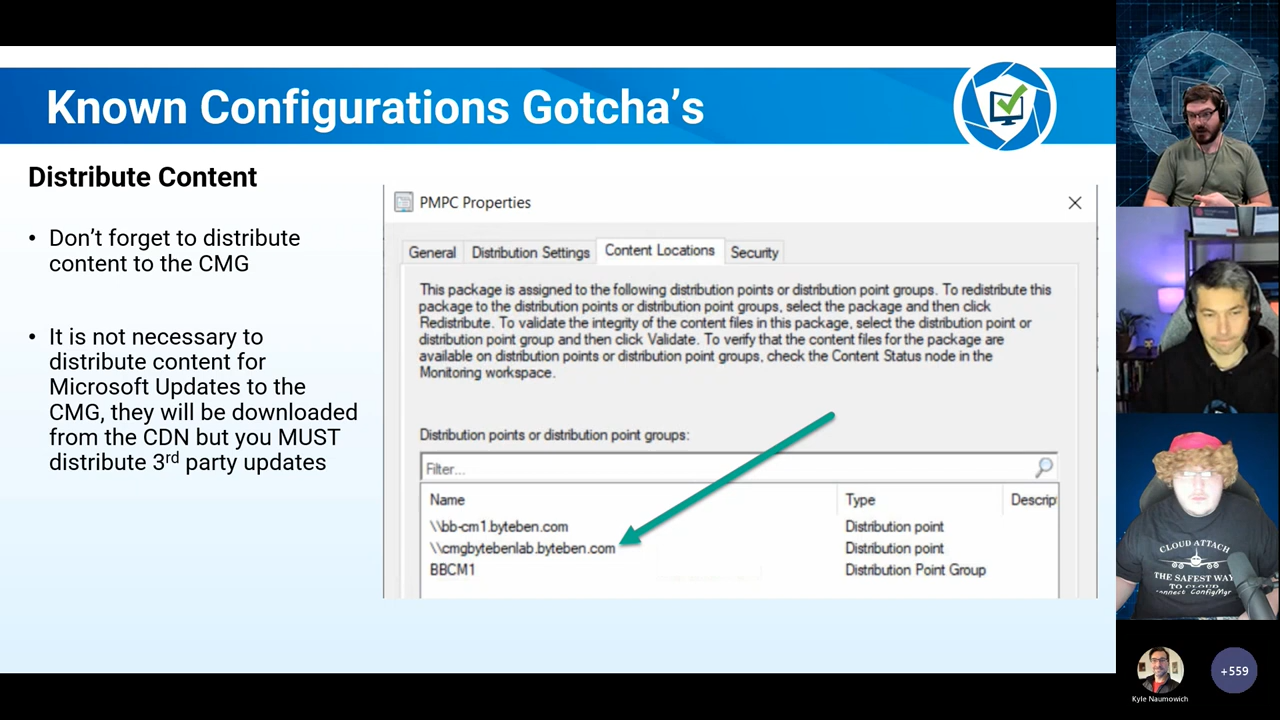 Known Configurations Gotcha's
Distribute Content
• Don't forget to distribute
content to the CMG
• It is not necessary to
distribute content for
Microsoft Updates to the
CMG, they will be downloaded
from the CDN but you MUST
distribute 3rd party updates
PMPC Properties
General Distribution Settings Content Locations Security
This package is assigned to the following distribution points or distribution point groups. To redistribute this
package to the distribution points or distribution point groups, select the package and then click
Redistribute. To validate the integrity of the content files in this package, select the distribution point or
distribution point group and then click Validate. To verify that the content files for the package are
available on distribution points or distribution point groups, check the Content Status node in the
Monitoring workspace.
Distribution points or distribution point groups:
Filter...
Name Type Descrip
\\bb-cm1.byteben.com Distribution point
\\cmgbytebenlab.byteben.com Distribution point
BBCM1 Distribution Point Group
CLOUD ATTACH
THE SAFEST WAY
TO CLOUD
Connect ConfigMgr
Kyle Naumowich
+559